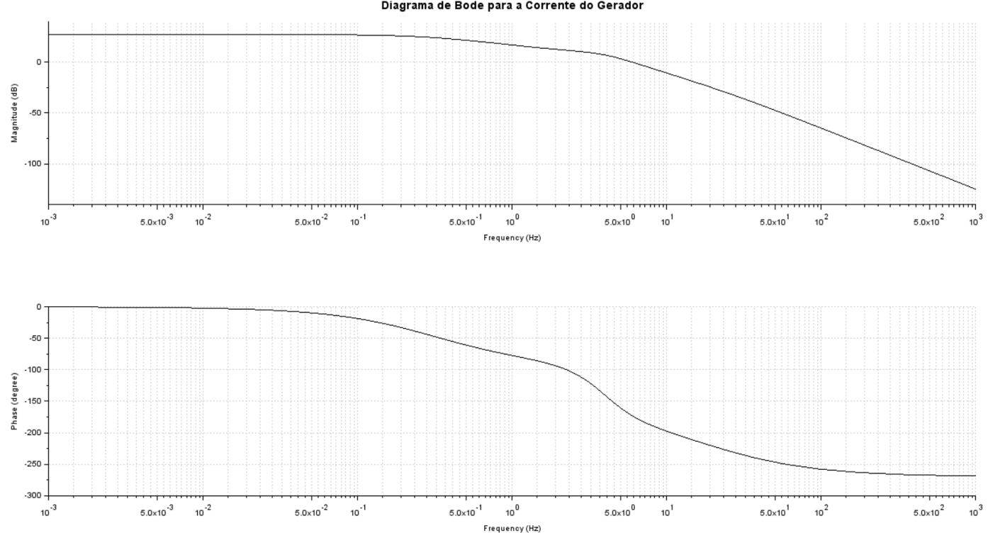 Diagrama de Bode para a Corrente do Gerador
Magnitude (dB)
0
-50
-100
10^-3 5.0x10^-3 10^-2 5.0x10^-2 10^-1 5.0x10^-1 10^0 5.0x10^0 10^1 5.0x10^1 10^2 5.0x10^2 10^3
Frequency (Hz)
Phase (degree)
0
-50
-100
-150
-200
-250
-300
10^-3 5.0x10^-3 10^-2 5.0x10^-2 10^-1 5.0x10^-1 10^0 5.0x10^0 10^1 5.0x10^1 10^2 5.0x10^2 10^3
Frequency (Hz)